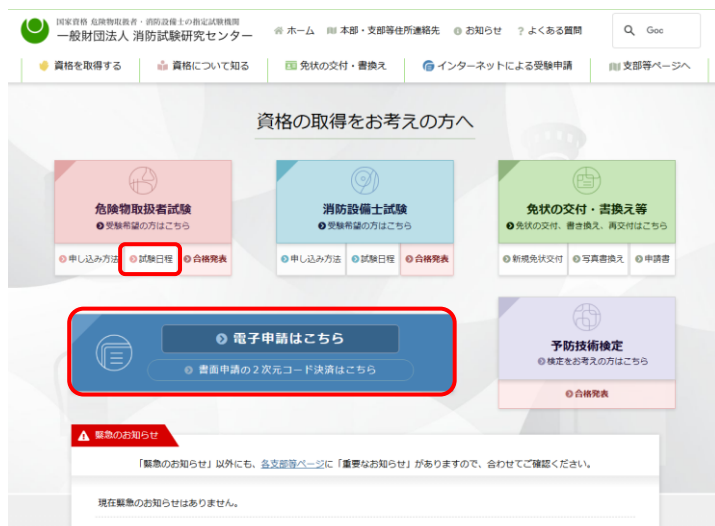 国家資格 危険物取扱者・消防設備士の指定試験機関
一般財団法人 消防試験研究センター
ホーム
本部・支部等住所連絡先
お知らせ
? よくある質問
Goc
資格を取得する
資格について知る
免状の交付・書換え
インターネットによる受験申請
支部等ページへ
資格の取得をお考えの方へ
危険物取扱者試験
受験希望の方はこちら
申し込み方法
試験日程
合格発表
消防設備士試験
受験希望の方はこちら
申し込み方法
試験日程
合格発表
免状の交付・書換え等
免状の交付、書き換え、再交付はこちら
新規免状交付
写真書換え
申請書
電子申請はこちら
書面申請の2次元コード決済はこちら
予防技術検定
検定をお考えの方はこちら
合格発表
緊急のお知らせ
「緊急のお知らせ」以外にも、各支部等ページに「重要なお知らせ」がありますので、合わせてご確認ください。
現在緊急のお知らせはありません。